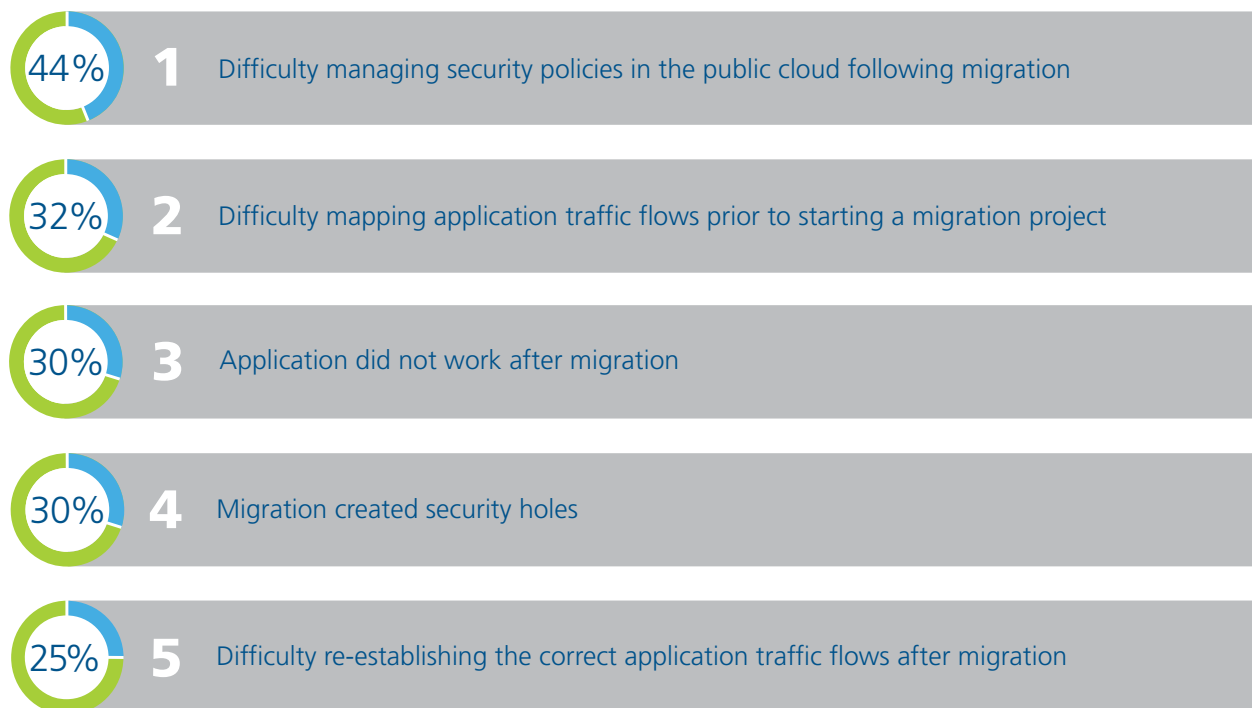 44% 1 Difficulty managing security policies in the public cloud following migration
32% 2 Difficulty mapping application traffic flows prior to starting a migration project
30% 3 Application did not work after migration
30% 4 Migration created security holes
25% 5 Difficulty re-establishing the correct application traffic flows after migration